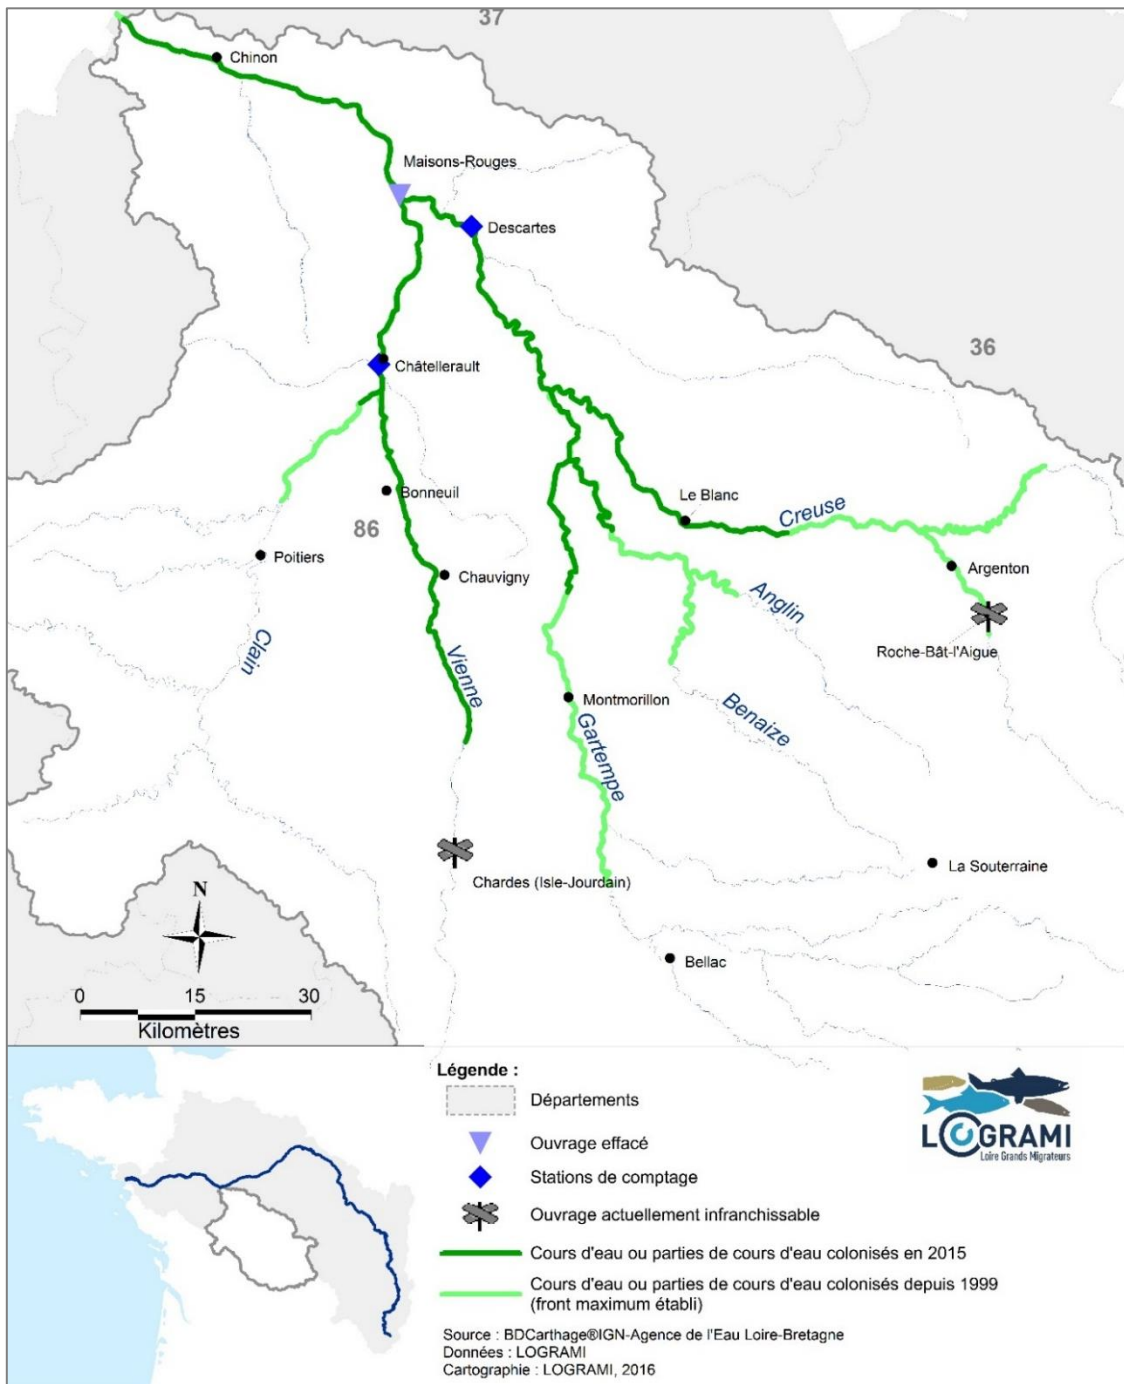 37
Chinon
Maisons-Rouges
Descartes
36
Châtellerault
Le Blanc
Creuse
Bonneuil
86
Poitiers
Chauvigny
Argenton
Anglin
Clain
Roche-Bât-l'Aigue
Vienne
Montmorillon
Benaize
Gartempe
La Souterraine
Chardes (Isle-Jourdain)
N
Bellac
0 15 30
Kilomètres
Légende :
Départements
Ouvrage effacé
Stations de comptage
Ouvrage actuellement infranchissable
Cours d'eau ou parties de cours d'eau colonisés en 2015
Cours d'eau ou parties de cours d'eau colonisés depuis 1999
(front maximum établi)
Source : BDCarthage®IGN-Agence de l'Eau Loire-Bretagne
Données : LOGRAMI
Cartographie : LOGRAMI, 2016
LOGRAMI
Loire Grands Migrateurs